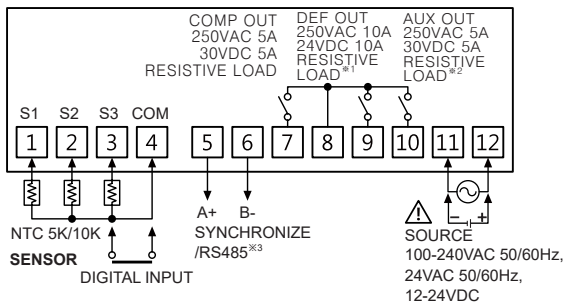 COMP OUT
250VAC 5A
30VDC 5A
RESISTIVE LOAD
DEF OUT
250VAC 10A
24VDC 10A
RESISTIVE
LOAD※1
AUX OUT
250VAC 5A
30VDC 5A
RESISTIVE
LOAD※2
S1 S2 S3 COM
1 2 3 4 5 6 7 8 9 10 11 12
NTC 5K/10K
SENSOR
DIGITAL INPUT
A+ B-
SYNCHRONIZE
/RS485※3
− +
SOURCE
100-240VAC 50/60Hz,
24VAC 50/60Hz,
12-24VDC